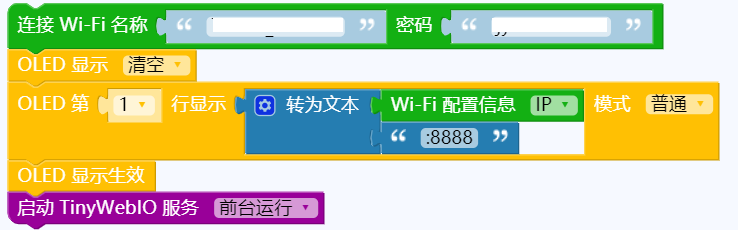 连接 Wi-Fi 名称 “ ” 密码 “ ”
OLED 显示 清空
OLED 第 1 行显示 转为文本 Wi-Fi 配置信息 IP 模式 普通
“ :8888 ”
OLED 显示生效
启动 TinyWebIO 服务 前台运行